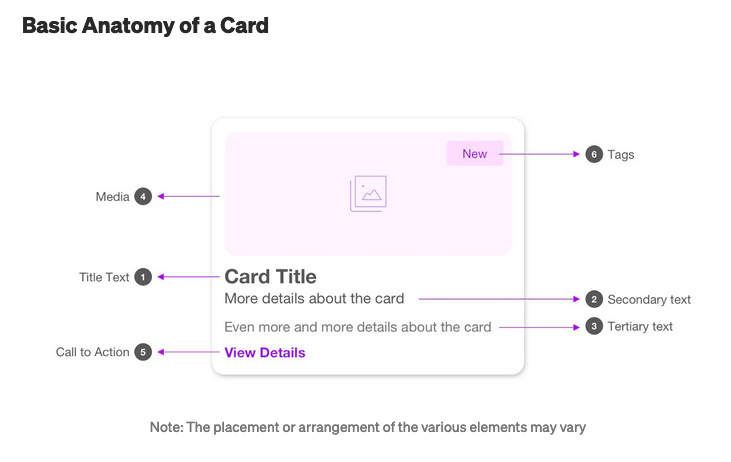 Basic Anatomy of a Card
New
6 Tags
Media 4
Title Text 1
Card Title
More details about the card
2 Secondary text
Even more and more details about the card
3 Tertiary text
Call to Action 5
View Details
Note: The placement or arrangement of the various elements may vary